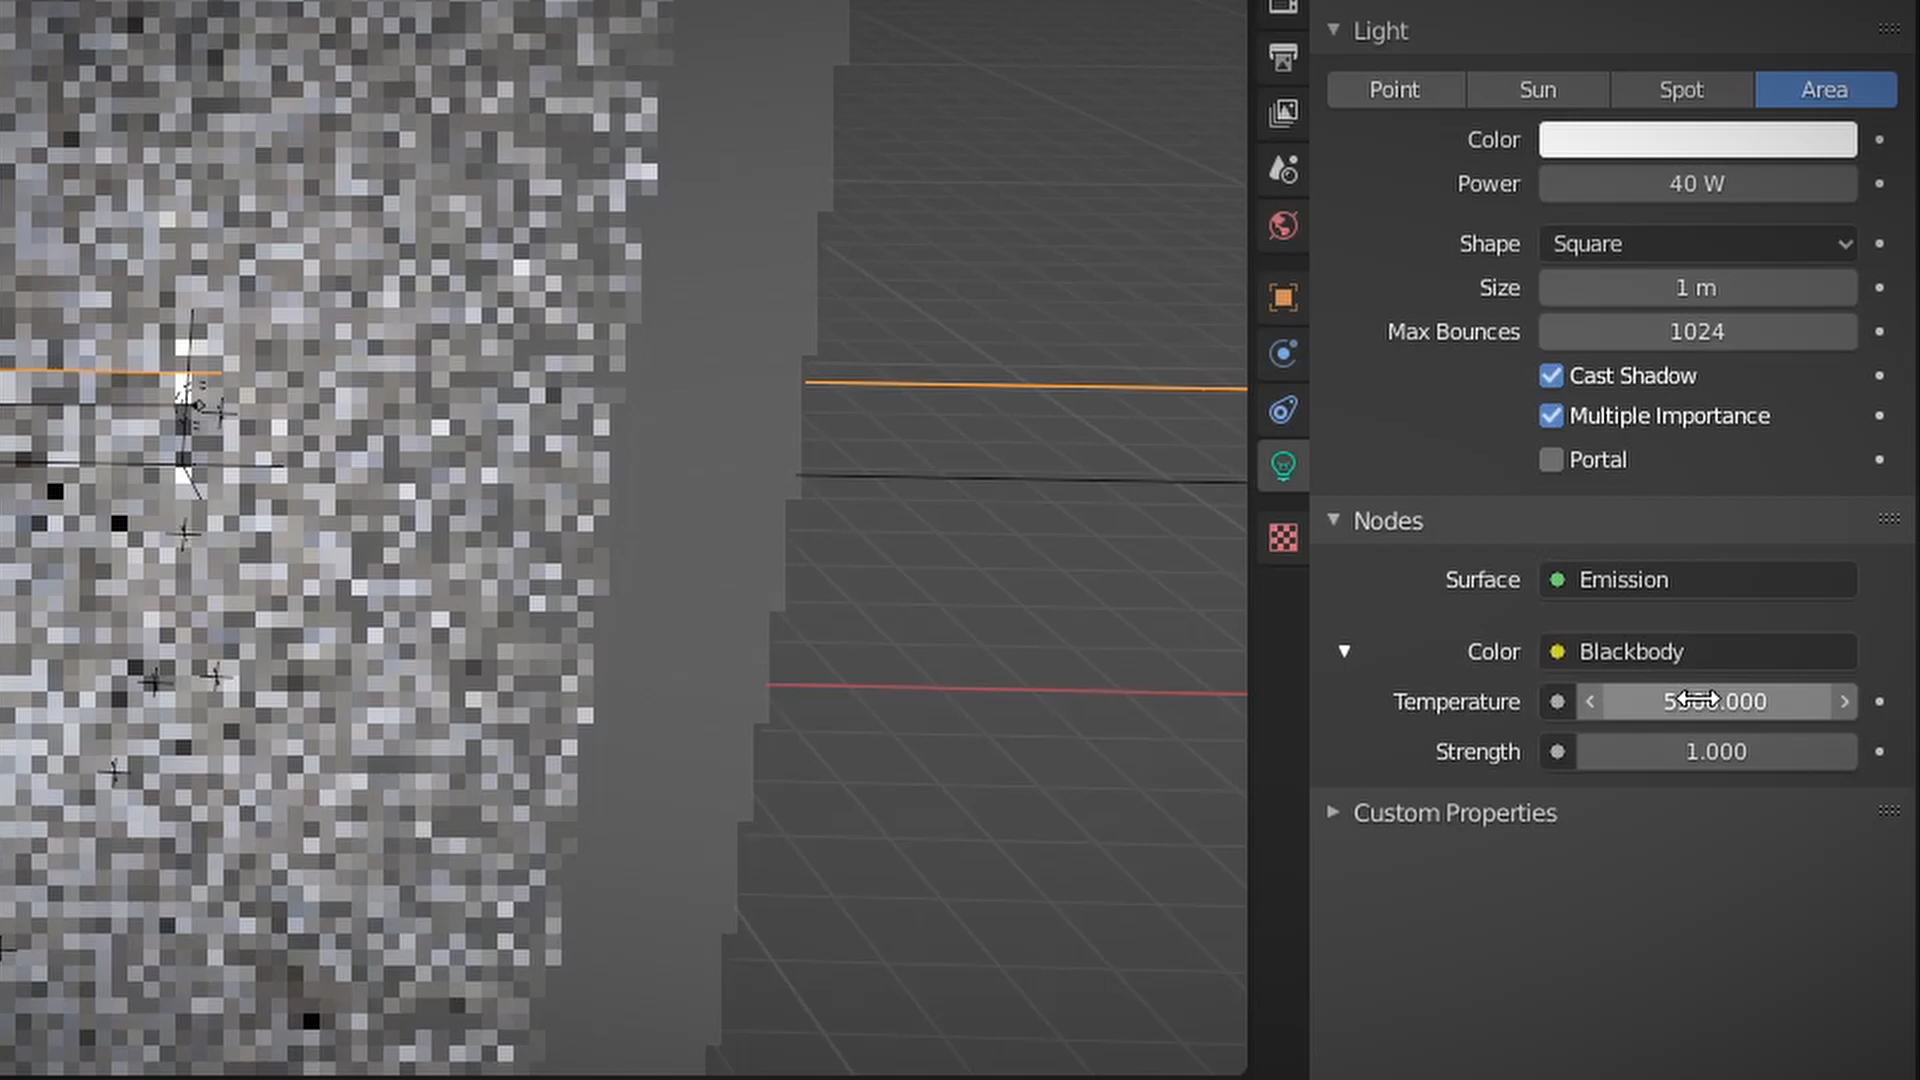 Light
Point Sun Spot Area
Color
Power 40 W
Shape Square
Size 1 m
Max Bounces 1024
Cast Shadow
Multiple Importance
Portal
Nodes
Surface Emission
Color Blackbody
Temperature
Strength 1.000
Custom Properties